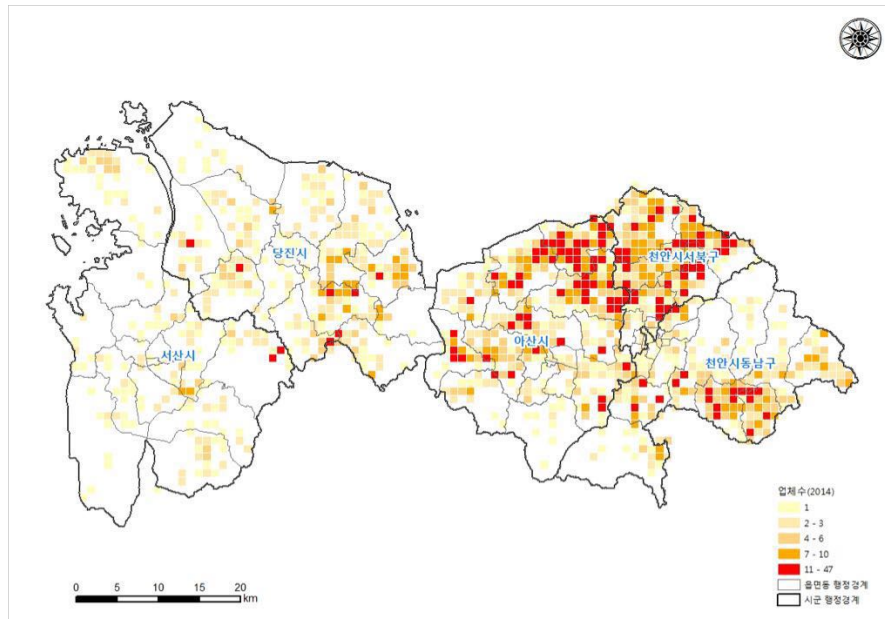 당진시
천안시서북구
서산시
아산시
천안시동남구
업체수(2014)
1
2 - 3
4 - 6
7 - 10
11 - 47
읍면동 행정경계
시군 행정경계
0 5 10 15 20
km